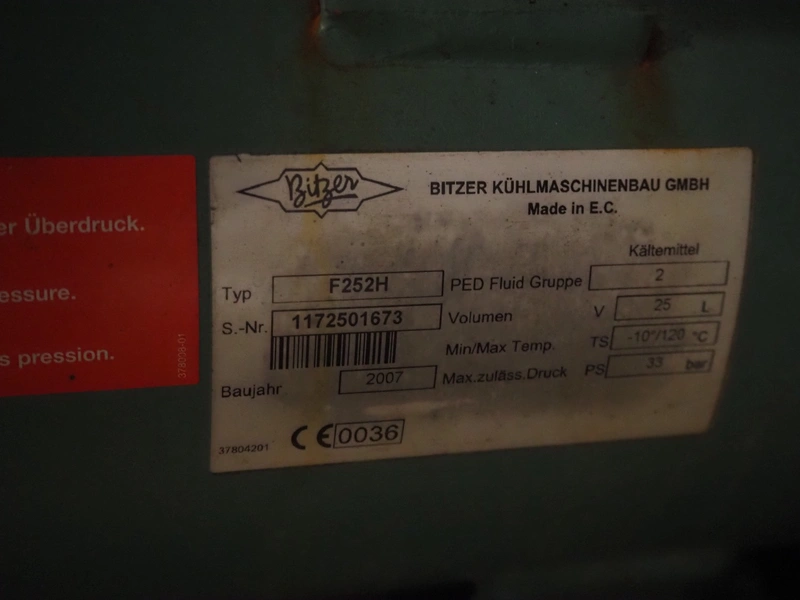 er Überdruck.
essure.
s pression.
378008-01
Bitzer
BITZER KÜHLMASCHINENBAU GMBH
Made in E.C.
Kältemittel
Typ F252H PED Fluid Gruppe 2
S.-Nr. 1172501673 Volumen V 25 L
Min/Max Temp. TS -10°/120 °C
Baujahr 2007 Max.zuläss.Druck PS 33 bar
37804201 CE 0036